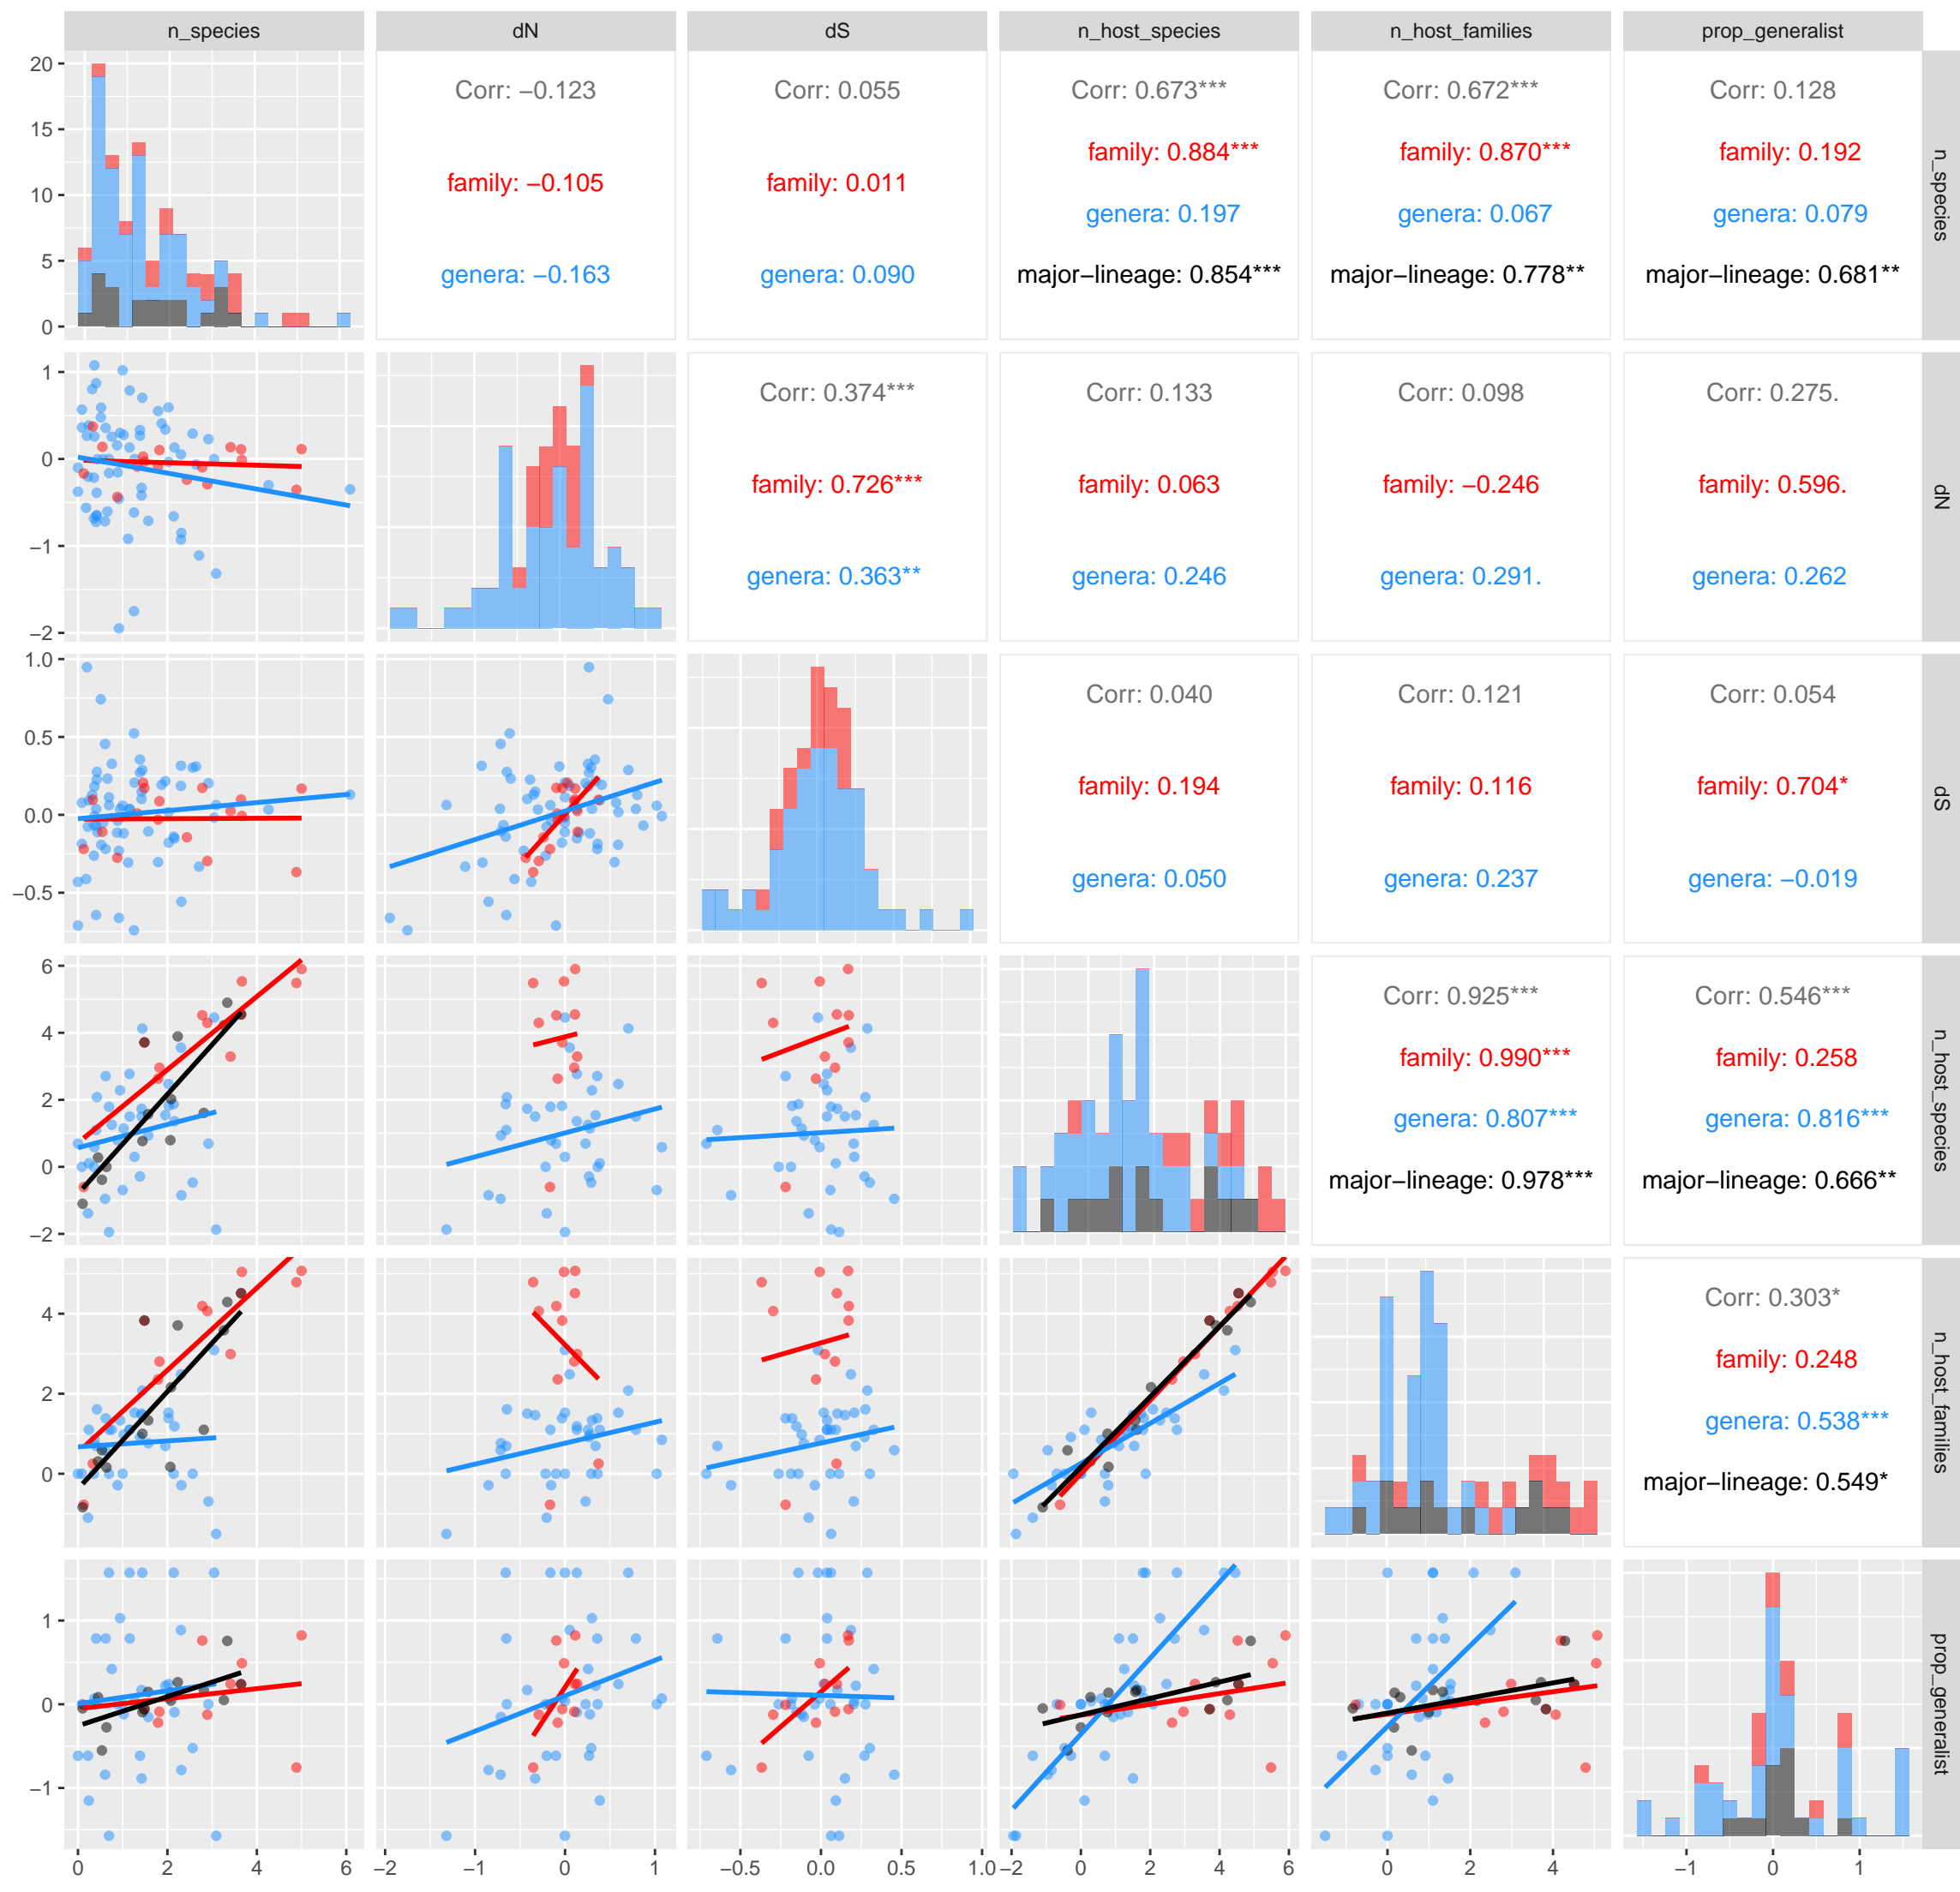 n_species dN dS n_host_species n_host_families prop_generalist
20
15
10
5
0
Corr: −0.123
family: −0.105
genera: −0.163
Corr: 0.055
family: 0.011
genera: 0.090
Corr: 0.673***
family: 0.884***
genera: 0.197
major−lineage: 0.854***
Corr: 0.672***
family: 0.870***
genera: 0.067
major−lineage: 0.778**
Corr: 0.128
family: 0.192
genera: 0.079
major−lineage: 0.681**
n_species
1
0
−1
−2
Corr: 0.374***
family: 0.726***
genera: 0.363**
Corr: 0.133
family: 0.063
genera: 0.246
Corr: 0.098
family: −0.246
genera: 0.291.
Corr: 0.275.
family: 0.596.
genera: 0.262
dN
1.0
0.5
0.0
−0.5
Corr: 0.040
family: 0.194
genera: 0.050
Corr: 0.121
family: 0.116
genera: 0.237
Corr: 0.054
family: 0.704*
genera: −0.019
dS
6
4
2
0
−2
Corr: 0.925***
family: 0.990***
genera: 0.807***
major−lineage: 0.978***
Corr: 0.546***
family: 0.258
genera: 0.816***
major−lineage: 0.666**
n_host_species
4
2
0
Corr: 0.303*
family: 0.248
genera: 0.538***
major−lineage: 0.549*
n_host_families
1
0
−1
prop_generalist
0 2 4 6 −2 −1 0 1 −0.5 0.0 0.5 1.0 −2 0 2 4 6 0 2 4 −1 0 1